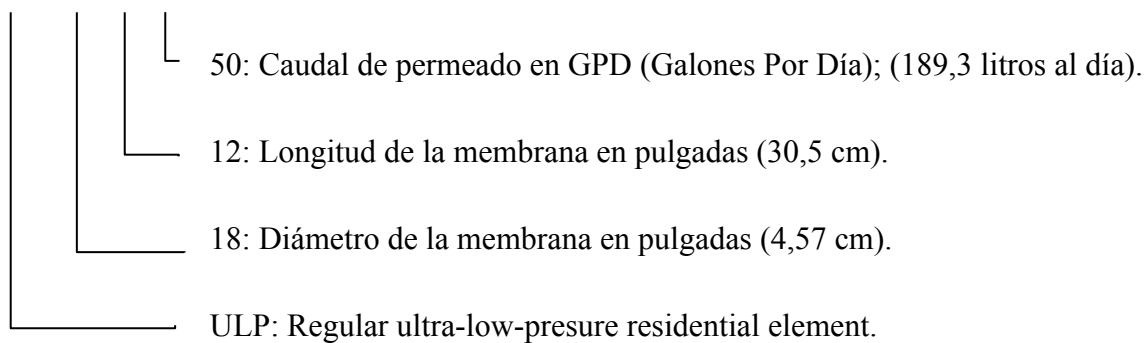 50: Caudal de permeado en GPD (Galones Por Día); (189,3 litros al día).
12: Longitud de la membrana en pulgadas (30,5 cm).
18: Diámetro de la membrana en pulgadas (4,57 cm).
ULP: Regular ultra-low-presure residential element.